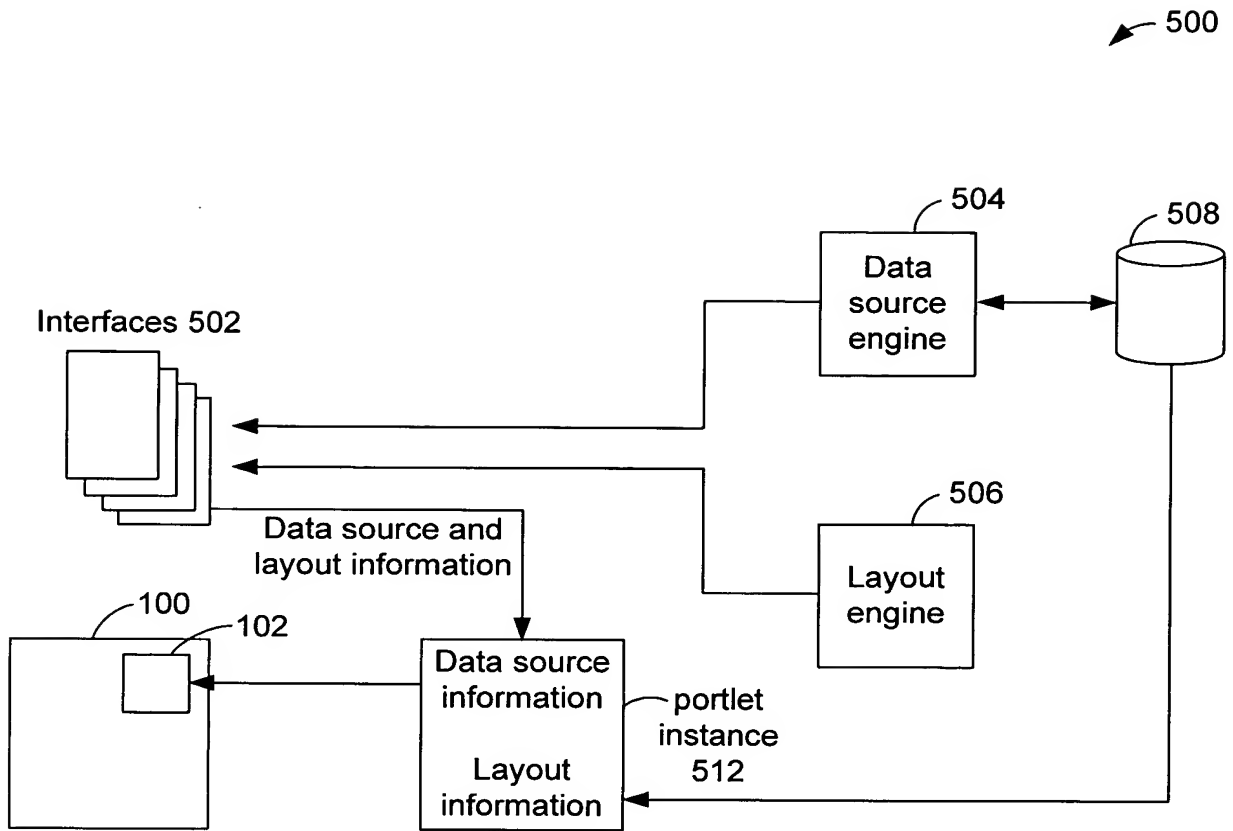 500
504
508
Data
source
engine
Interfaces 502
506
Data source and
layout information
Layout
engine
100
102
Data source
information
portlet
instance
512
Layout
information